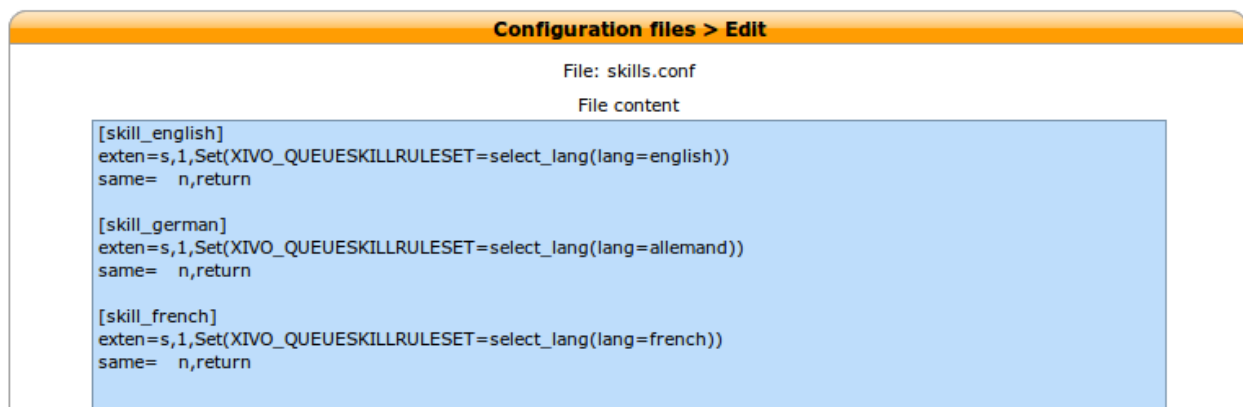 Configuration files > Edit
File: skills.conf
File content
[skill_english]
exten=s,1,Set(XIVO_QUEUESKILLRULESET=select_lang(lang=english))
same=    n,return
[skill_german]
exten=s,1,Set(XIVO_QUEUESKILLRULESET=select_lang(lang=allemand))
same=    n,return
[skill_french]
exten=s,1,Set(XIVO_QUEUESKILLRULESET=select_lang(lang=french))
same=    n,return